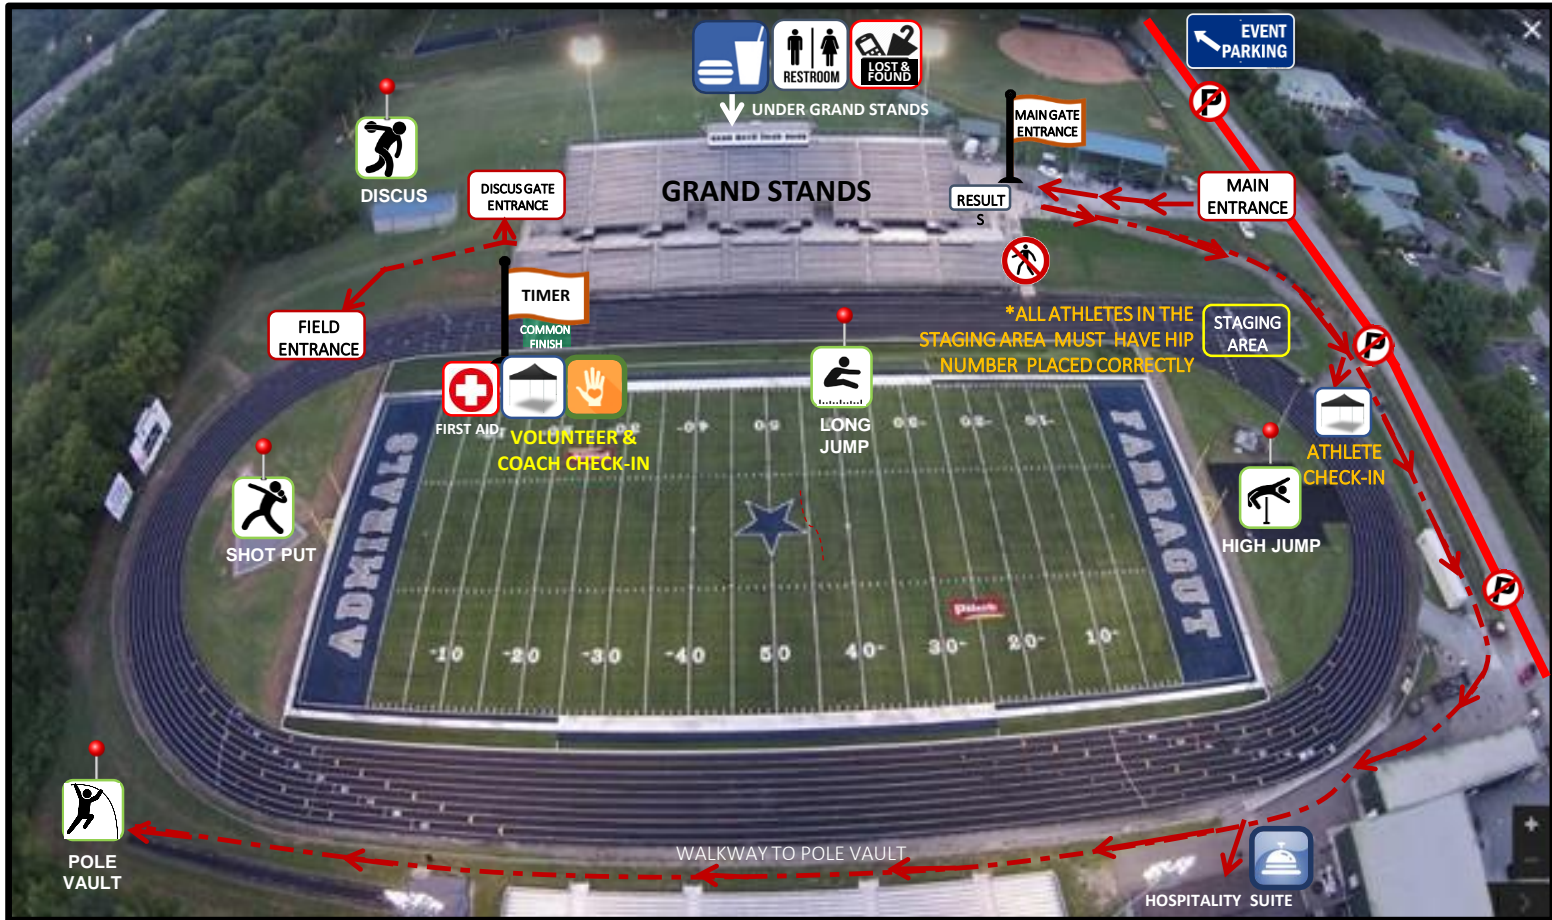 EVENT
PARKING
RESTROOM
LOST &
FOUND
UNDER GRAND STANDS
MAIN GATE
ENTRANCE
P
DISCUS
DISCUS GATE
ENTRANCE
GRAND STANDS
RESULT
S
MAIN
ENTRANCE
TIMER
COMMON
FINISH
FIELD
ENTRANCE
*ALL ATHLETES IN THE
STAGING AREA MUST HAVE HIP
NUMBER PLACED CORRECTLY
STAGING
AREA
P
FIRST AID
VOLUNTEER &
COACH CHECK-IN
LONG
JUMP
ATHLETE
CHECK-IN
SHOT PUT
HIGH JUMP
ADMIRALS
FARRAGUT
P
Pilot
-10 -20 -30 -40 50 40- 30- 20- 10-
POLE
VAULT
WALKWAY TO POLE VAULT
HOSPITALITY SUITE